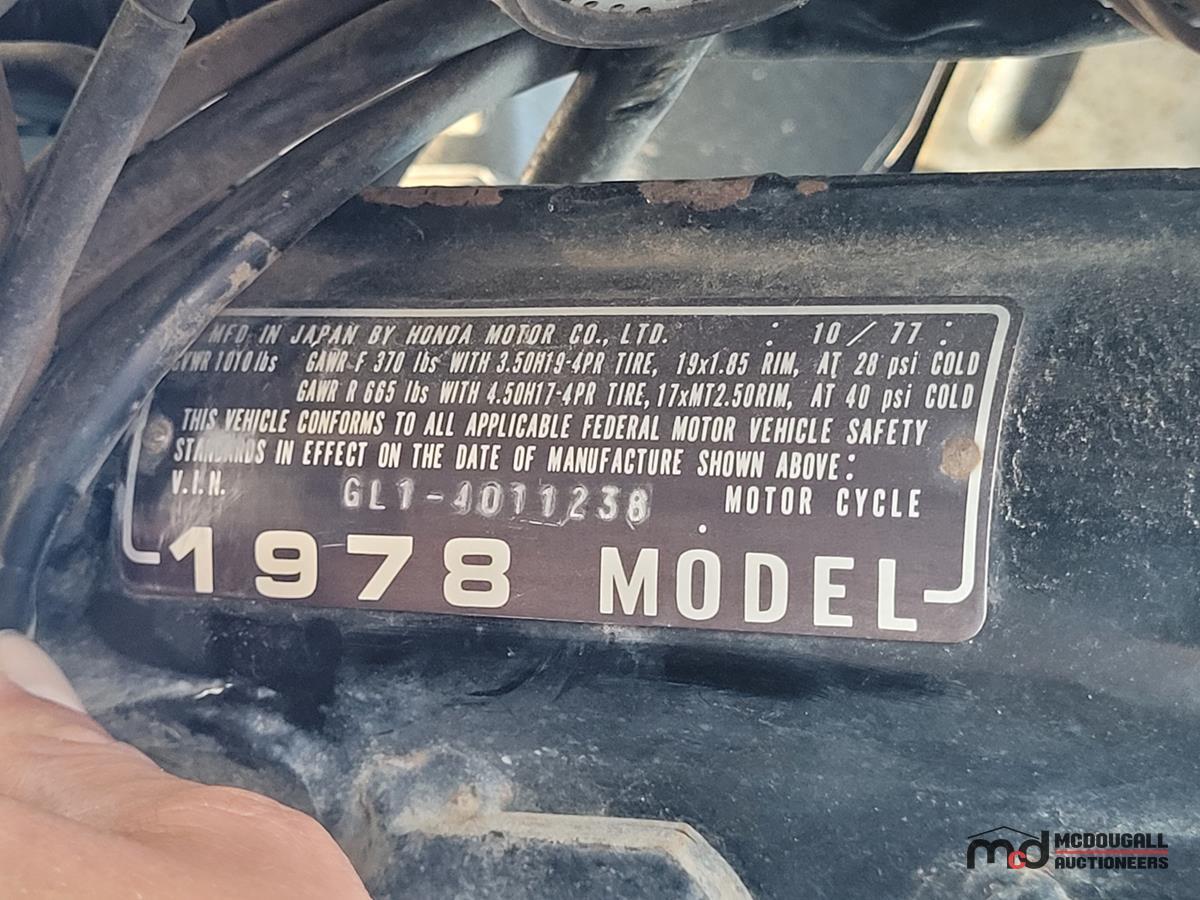 MFD IN JAPAN BY HONDA MOTOR CO., LTD. : 10 / 77 :
GVWR 1010 lbs GAWR-F 370 lbs WITH 3.50H19-4PR TIRE, 19x1.85 RIM, AT 28 psi COLD
GAWR R 665 lbs WITH 4.50H17-4PR TIRE, 17xMT2.50RIM, AT 40 psi COLD
THIS VEHICLE CONFORMS TO ALL APPLICABLE FEDERAL MOTOR VEHICLE SAFETY
STANDARDS IN EFFECT ON THE DATE OF MANUFACTURE SHOWN ABOVE:
V.I.N. GL1-4011238 MOTOR CYCLE
1978 MODEL
mcd MCDOUGALL
AUCTIONEERS